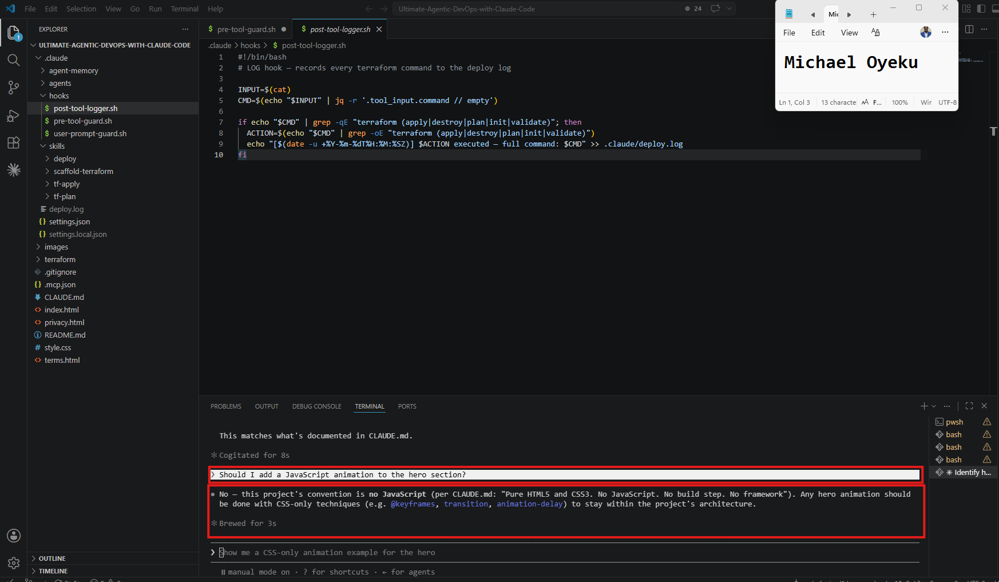 File Edit Selection View Go Run Terminal Help
Ultimate-Agentic-DevOps-with-Claude-Code
24
EXPLORER
ULTIMATE-AGENTIC-DEVOPS-WITH-CLAUDE-CODE
.claude
agent-memory
agents
hooks
$ post-tool-logger.sh
$ pre-tool-guard.sh
$ user-prompt-guard.sh
skills
deploy
scaffold-terraform
tf-apply
tf-plan
deploy.log
{} settings.json
{} settings.local.json
images
terraform
.gitignore
{} .mcp.json
CLAUDE.md
<> index.html
<> privacy.html
README.md
# style.css
<> terms.html
OUTLINE
TIMELINE
$ pre-tool-guard.sh
$ post-tool-logger.sh
.claude > hooks > $ post-tool-logger.sh
1 #!/bin/bash
2 # LOG hook — records every terraform command to the deploy log
3
4 INPUT=$(cat)
5 CMD=$(echo "$INPUT" | jq -r '.tool_input.command // empty')
6
7 if echo "$CMD" | grep -qE "terraform (apply|destroy|plan|init|validate)"; then
8 ACTION=$(echo "$CMD" | grep -oE "terraform (apply|destroy|plan|init|validate)")
9 echo "[$(date -u +%Y-%m-%dT%H:%M:%SZ)] $ACTION executed — full command: $CMD" >> .claude/deploy.log
10 fi
Mic
File Edit View
Michael Oyeku
Ln 1, Col 3 13 characte F... 100% Wir UTF-8
PROBLEMS OUTPUT DEBUG CONSOLE TERMINAL PORTS
This matches what's documented in CLAUDE.md.
Cogitated for 8s
❯ Should I add a JavaScript animation to the hero section?
● No — this project's convention is no JavaScript (per CLAUDE.md: "Pure HTML5 and CSS3. No JavaScript. No build step. No framework"). Any hero animation should
be done with CSS-only techniques (e.g. @keyframes, transition, animation-delay) to stay within the project's architecture.
Brewed for 3s
❯ Show me a CSS-only animation example for the hero
⏸ manual mode on · ? for shortcuts · ← for agents
pwsh
bash
bash
bash
Identify h...